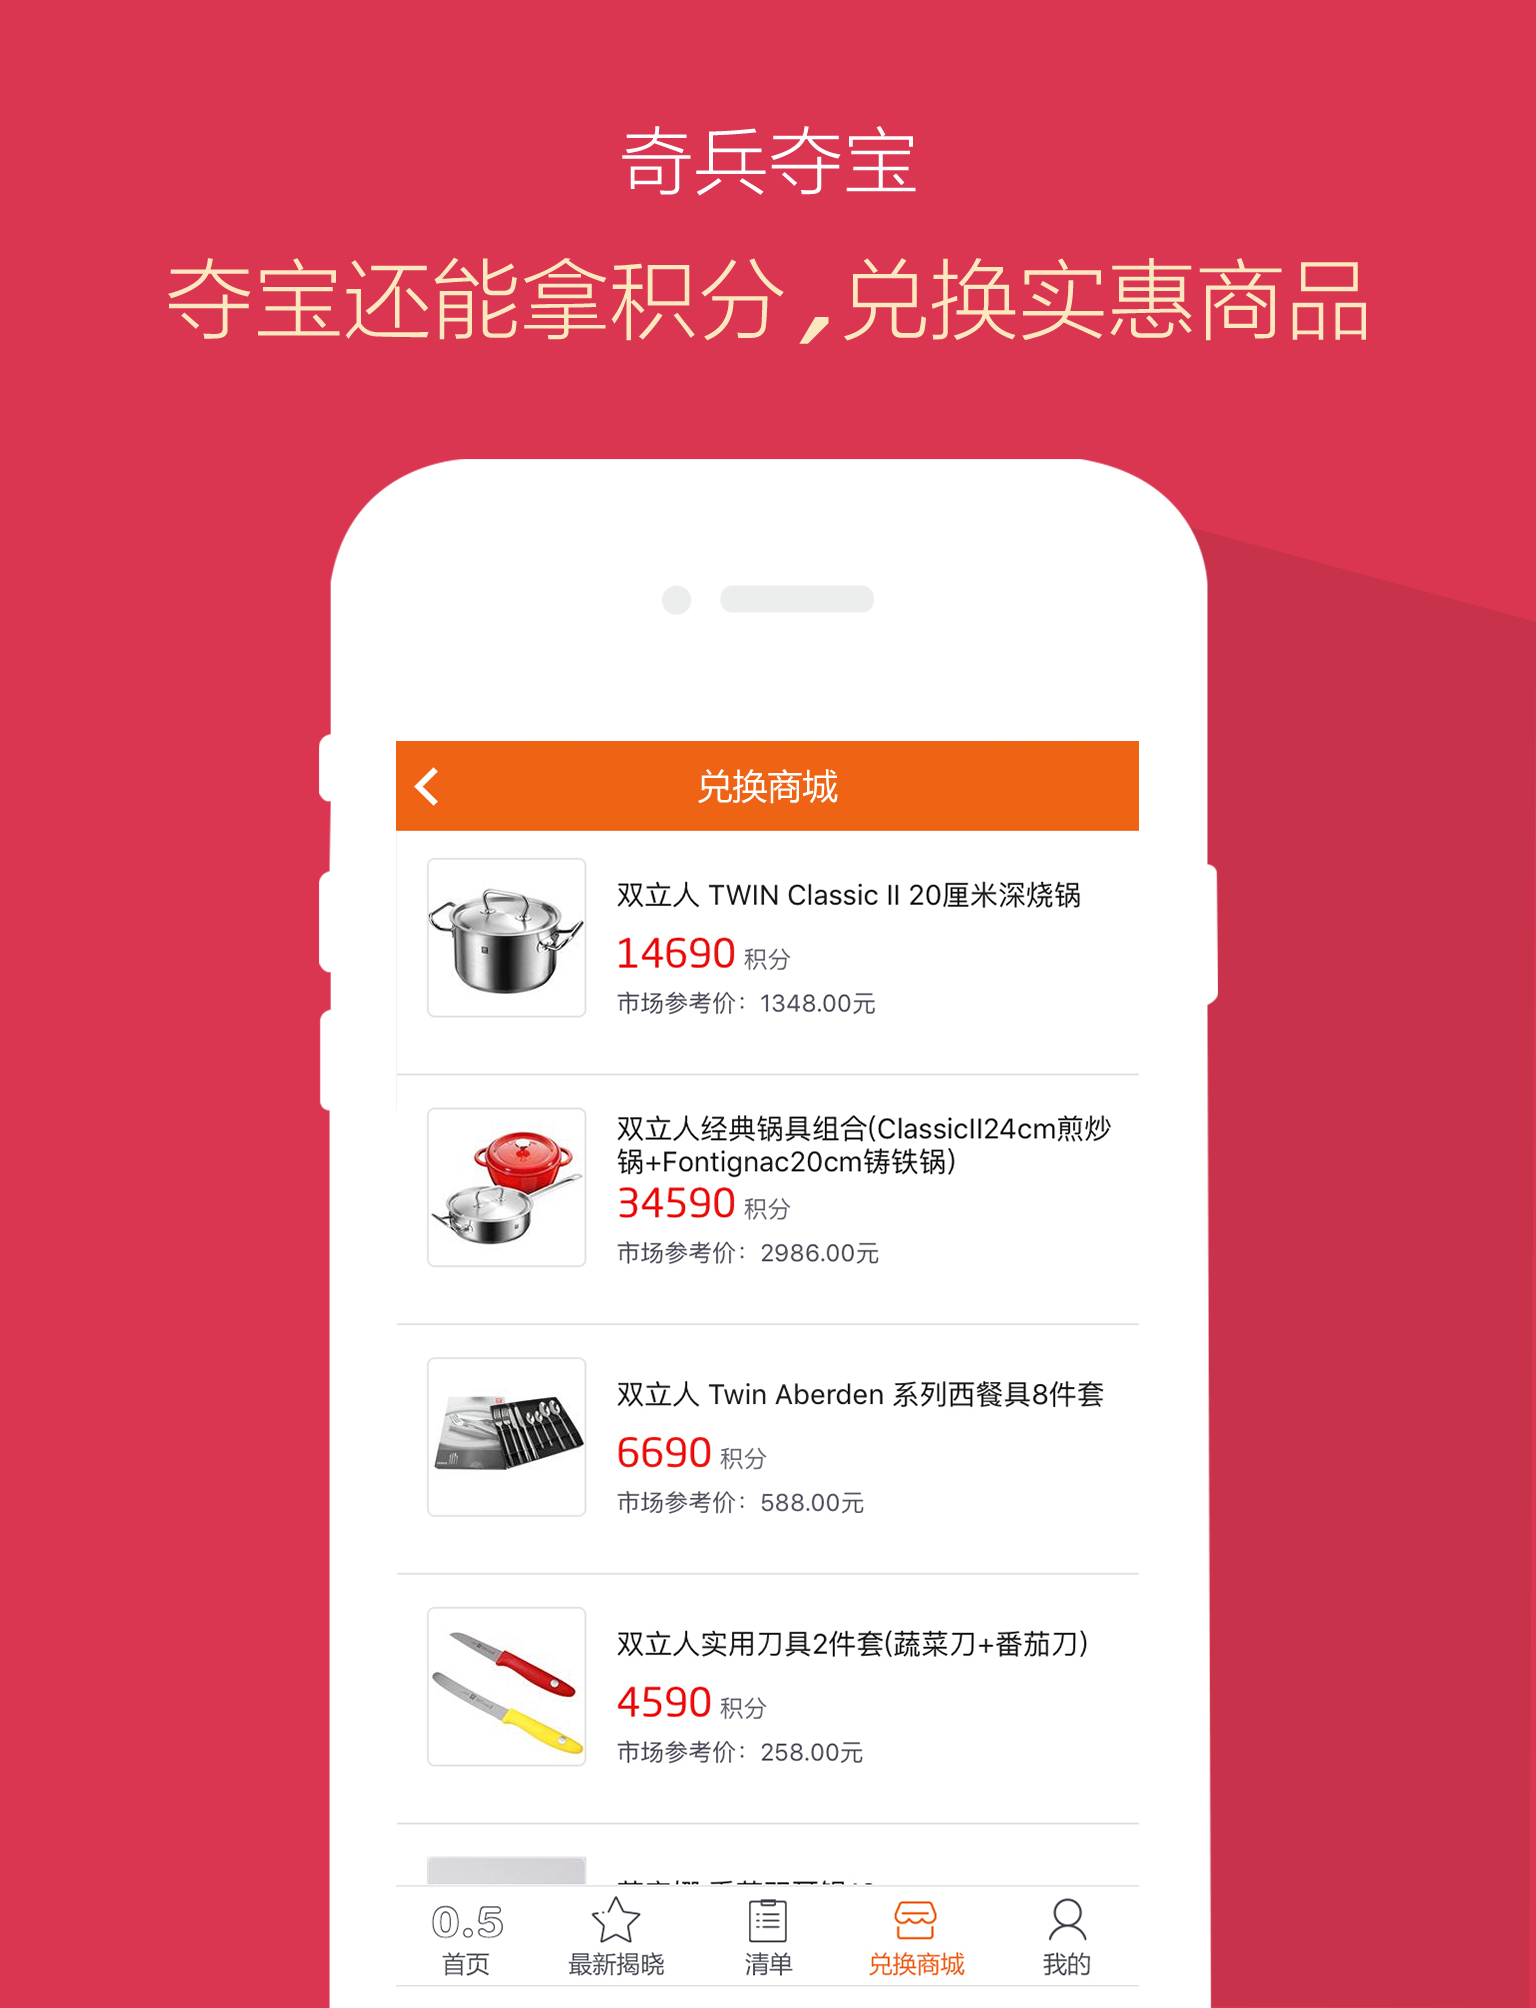 奇兵夺宝
夺宝还能拿积分,兑换实惠商品
兑换商城
双立人 TWIN Classic II 20厘米深烧锅
14690 积分
市场参考价：1348.00元
双立人经典锅具组合(ClassicII24cm煎炒
锅+Fontignac20cm铸铁锅)
34590 积分
市场参考价：2986.00元
双立人 Twin Aberden 系列西餐具8件套
6690 积分
市场参考价：588.00元
双立人实用刀具2件套(蔬菜刀+番茄刀)
4590 积分
市场参考价：258.00元
0.5
首页
最新揭晓
清单
兑换商城
我的